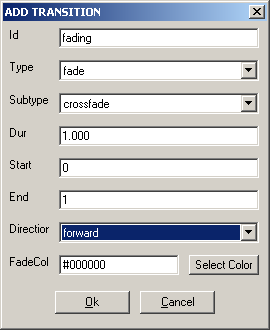 ADD TRANSITION
Id fading
Type fade
Subtype crossfade
Dur 1.000
Start 0
End 1
Direction forward
FadeCol #000000 Select Color
Ok Cancel